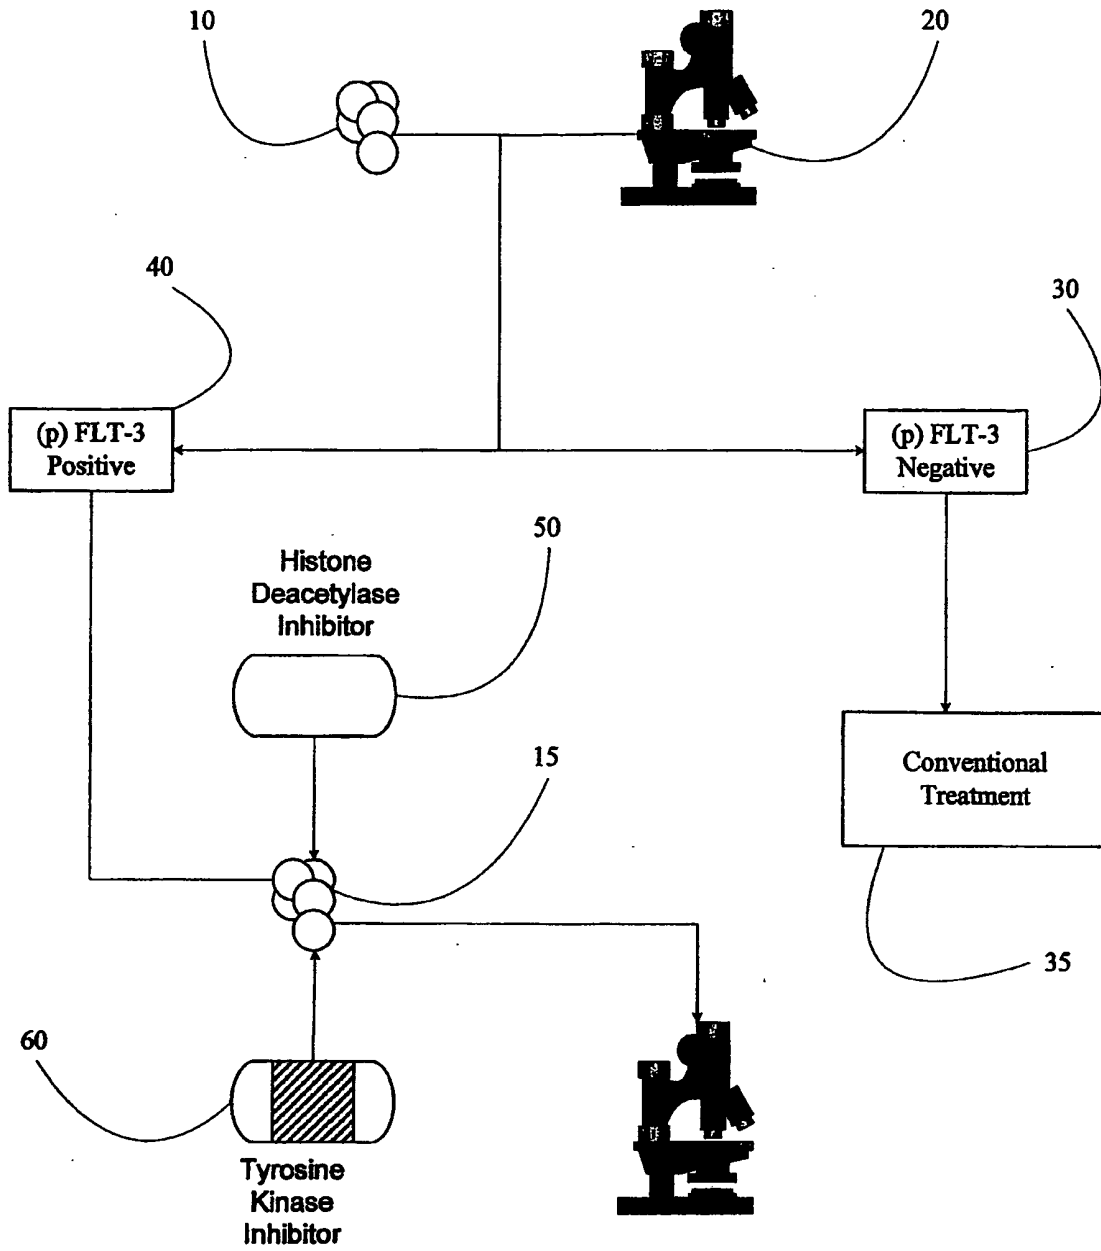 10
20
40
30
(p) FLT-3
Positive
(p) FLT-3
Negative
50
Histone
Deacetylase
Inhibitor
15
Conventional
Treatment
35
60
Tyrosine
Kinase
Inhibitor